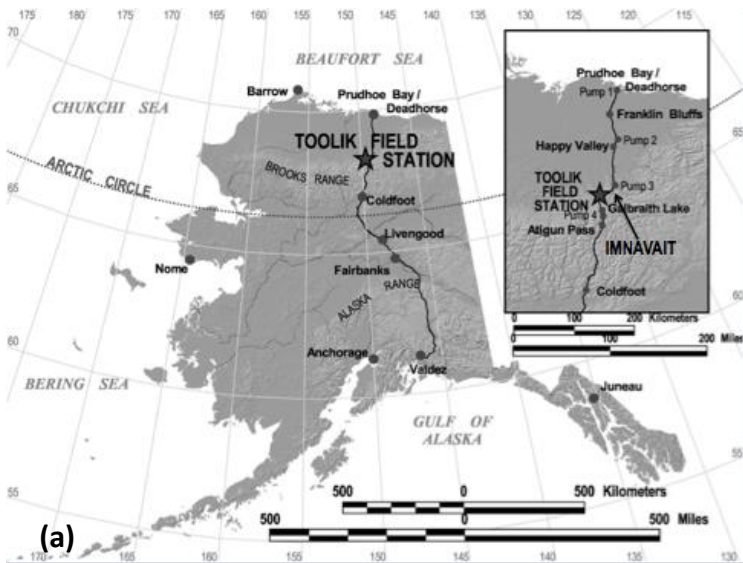 175 170 165 160 155 150 145 140 135 130 125 120 115
70
70
BEAUFORT SEA
Barrow
Prudhoe Bay /
Deadhorse
CHUKCHI SEA
TOOLIK FIELD
STATION
ARCTIC CIRCLE
65
BROOKS RANGE
Coldfoot
Livengood
Nome
Fairbanks
ALASKA RANGE
60
Anchorage
Valdez
BERING SEA
Juneau
GULF OF
ALASKA
55
Prudhoe Bay /
Deadhorse
Pump 1
Franklin Bluffs
Happy Valley
Pump 2
TOOLIK
FIELD
STATION
Pump 3
Pump 4
Galbraith Lake
Atigun Pass
IMNAVAIT
Coldfoot
0 100 200
Kilometers
0 100 200
Miles
65
60
55
500 0 500 Kilometers
500 0 500 Miles
(a)
170 165 160 155 150 145 140 135 130